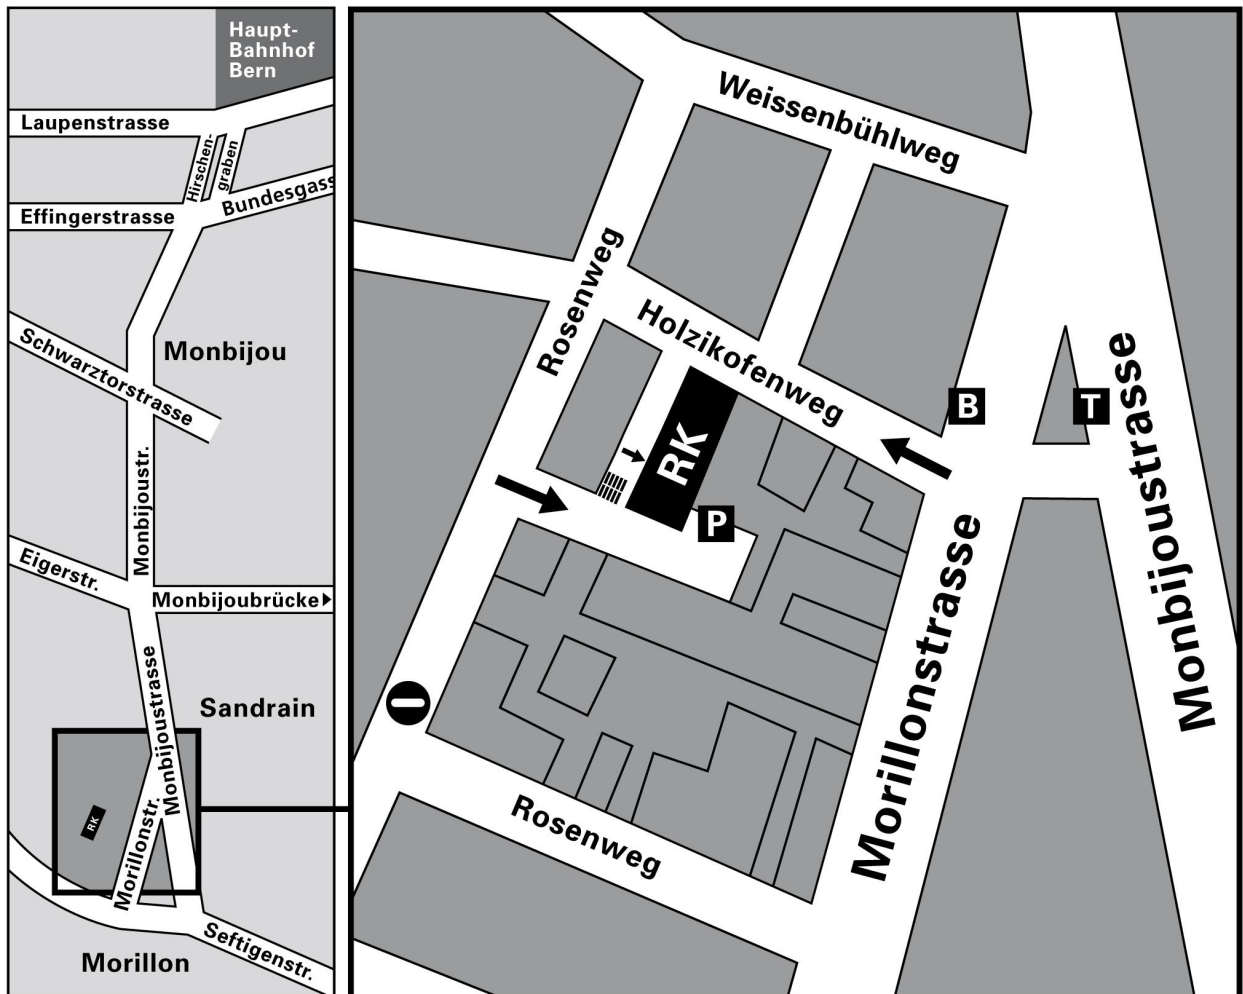 Haupt-
Bahnhof
Bern
Laupenstrasse
Hirschen-
graben
Bundesgass
Effingerstrasse
Schwarztorstrasse
Monbijou
Monbijoustr.
Eigerstr.
Monbijoubrücke
Monbijoustrasse
Sandrain
RK
Morillonstr.
Seftigenstr.
Morillon
Weissenbühlweg
Rosenweg
Holzikofenweg
B
T
RK
P
Monbijoustrasse
Morillonstrasse
Rosenweg